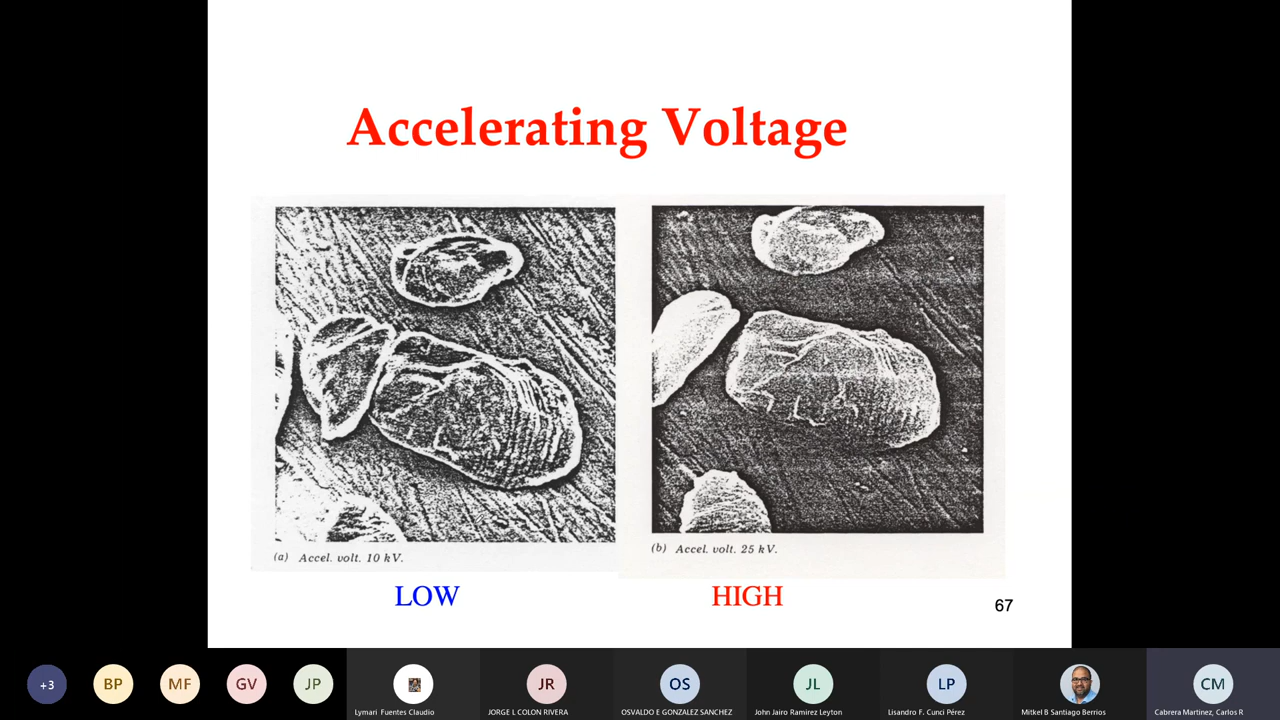 Accelerating Voltage
(a) Accel. volt. 10 kV.
(b) Accel. volt. 25 kV.
LOW
HIGH
67
+3
BP
MF
GV
JP
JR
OS
JL
LP
CM
Lymari Fuentes Claudio
JORGE L COLON RIVERA
OSVALDO E GONZALEZ SANCHEZ
John Jairo Ramirez Leyton
Lisandro F. Cunci Pérez
Mitkel B Santiago Berrios
Cabrera Martinez, Carlos R